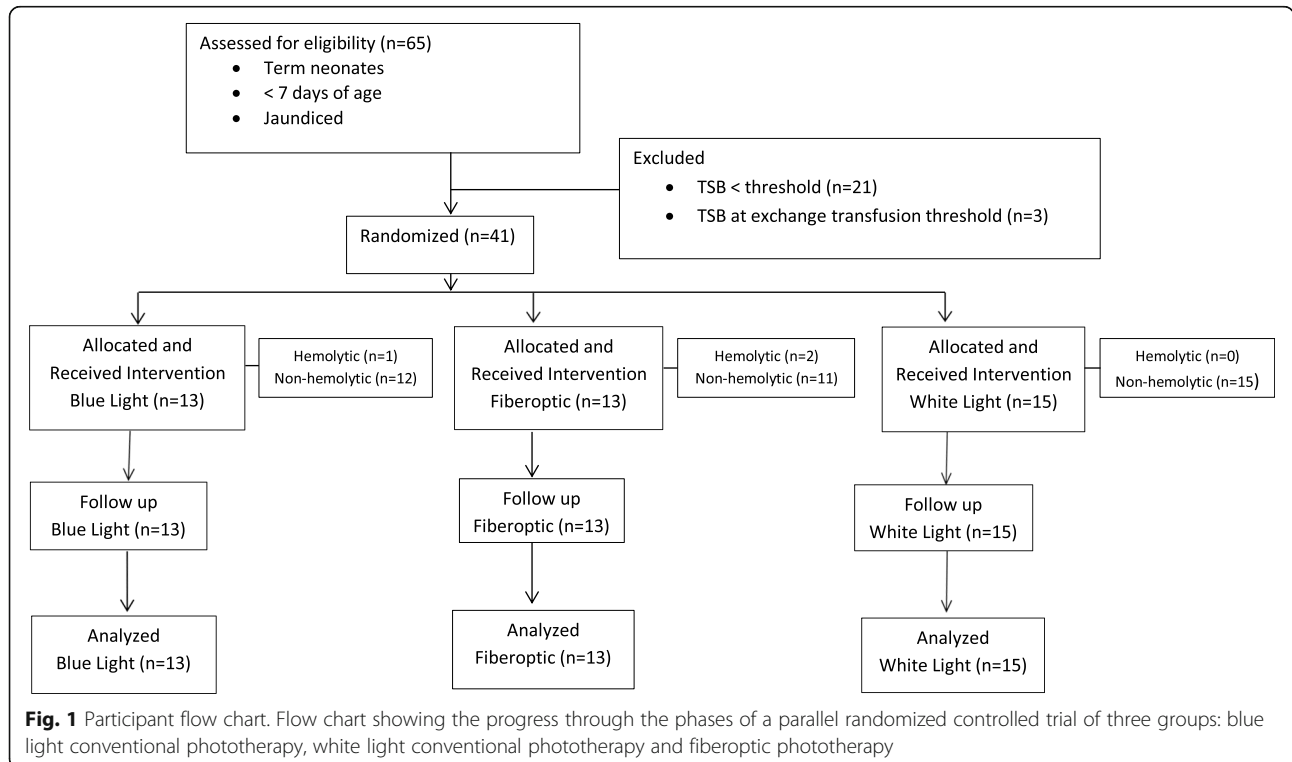 Assessed for eligibility (n=65)
• Term neonates
• < 7 days of age
• Jaundiced
Excluded
• TSB < threshold (n=21)
• TSB at exchange transfusion threshold (n=3)
Randomized (n=41)
Allocated and
Received Intervention
Blue Light (n=13)
Hemolytic (n=1)
Non-hemolytic (n=12)
Allocated and
Received Intervention
Fiberoptic (n=13)
Hemolytic (n=2)
Non-hemolytic (n=11)
Allocated and
Received Intervention
White Light (n=15)
Hemolytic (n=0)
Non-hemolytic (n=15)
Follow up
Blue Light (n=13)
Follow up
Fiberoptic (n=13)
Follow up
White Light (n=15)
Analyzed
Blue Light (n=13)
Analyzed
Fiberoptic (n=13)
Analyzed
White Light (n=15)
Fig. 1 Participant flow chart. Flow chart showing the progress through the phases of a parallel randomized controlled trial of three groups: blue
light conventional phototherapy, white light conventional phototherapy and fiberoptic phototherapy